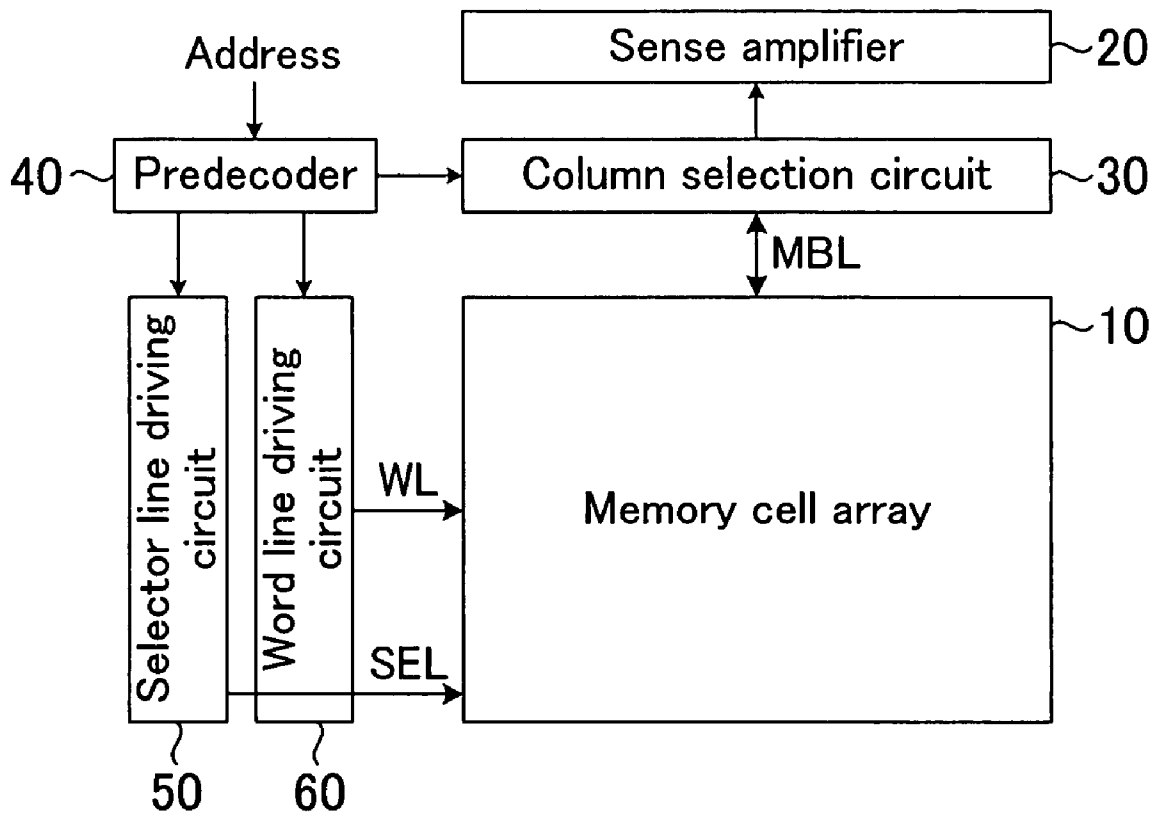 Address
Sense amplifier
20
40
Predecoder
Column selection circuit
30
MBL
10
Selector line driving
circuit
Word line driving
circuit
WL
Memory cell array
SEL
50
60